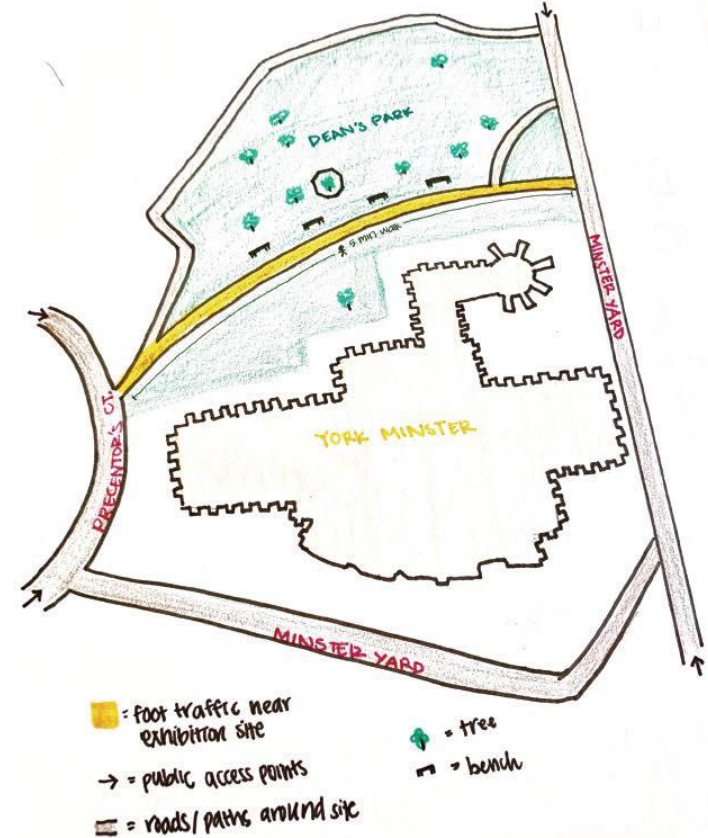 DEAN'S PARK
5 min walk
MINSTER YARD
PRECENTOR'S CT.
YORK MINSTER
MINSTER YARD
= foot traffic near
exhibition site
→ = public access points
= roads/paths around site
= tree
= bench